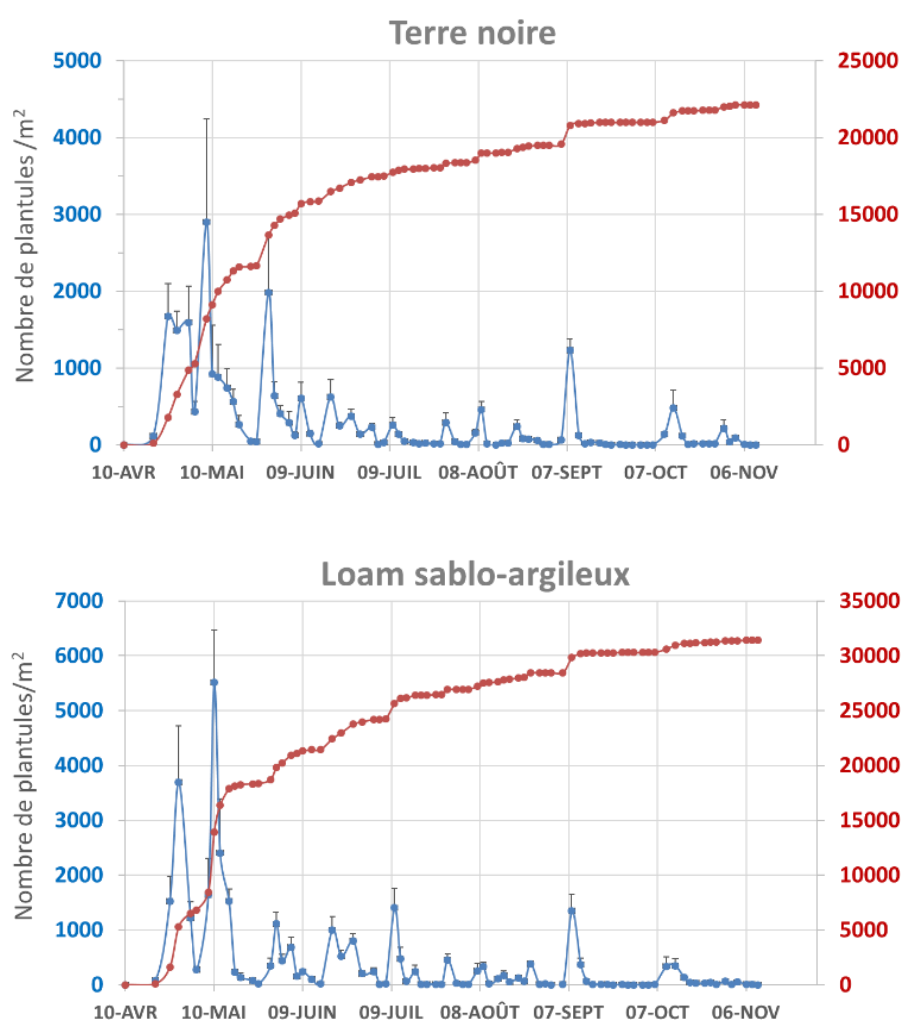 Terre noire
5000 25000
4000 20000
3000 15000
2000 10000
1000 5000
0 0
Nombre de plantules /m²
10-AVR 10-MAI 09-JUIN 09-JUIL 08-AOÛT 07-SEPT 07-OCT 06-NOV
Loam sablo-argileux
7000 35000
6000 30000
5000 25000
4000 20000
3000 15000
2000 10000
1000 5000
0 0
Nombre de plantules/m²
10-AVR 10-MAI 09-JUIN 09-JUIL 08-AOÛT 07-SEPT 07-OCT 06-NOV